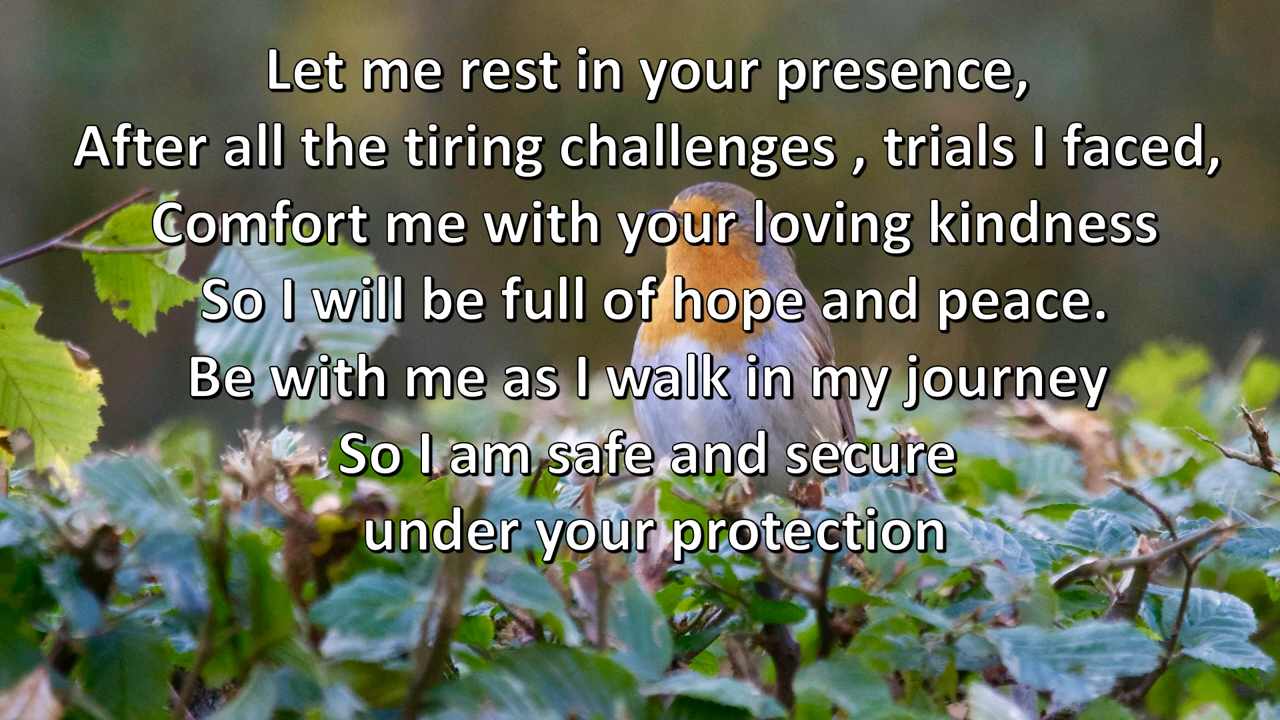 Let me rest in your presence,
After all the tiring challenges , trials I faced,
Comfort me with your loving kindness
So I will be full of hope and peace.
Be with me as I walk in my journey
So I am safe and secure
under your protection